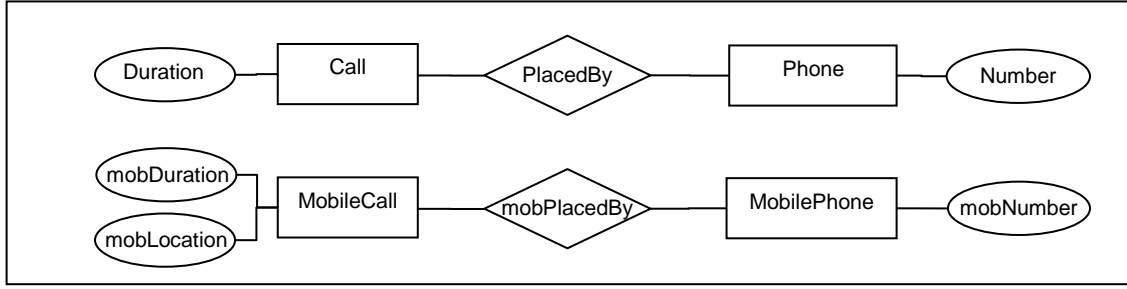 Duration
Call
PlacedBy
Phone
Number
mobDuration
mobLocation
MobileCall
mobPlacedBy
MobilePhone
mobNumber